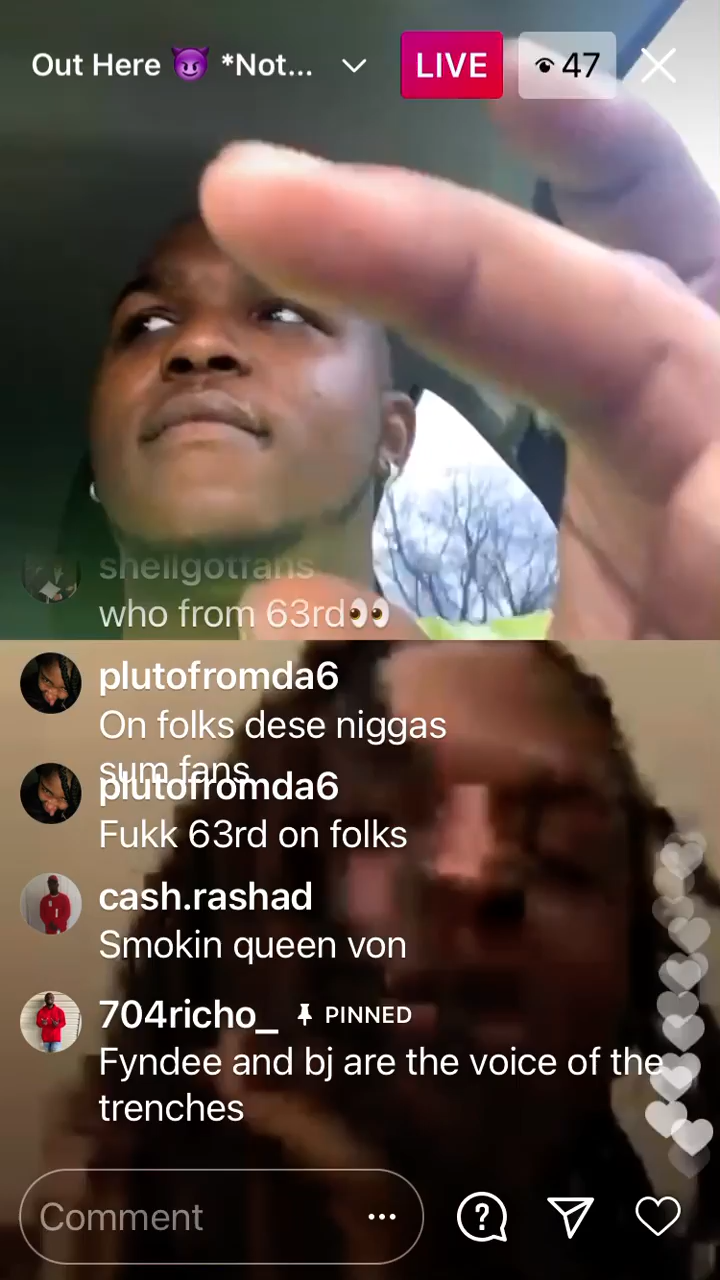 Out Here 😈 *Not...
LIVE
47
shellgotfans
who from 63rd👀
plutofromda6
On folks dese niggas
sum fans
plutofromda6
Fukk 63rd on folks
cash.rashad
Smokin queen von
704richo_ PINNED
Fyndee and bj are the voice of the
trenches
Comment